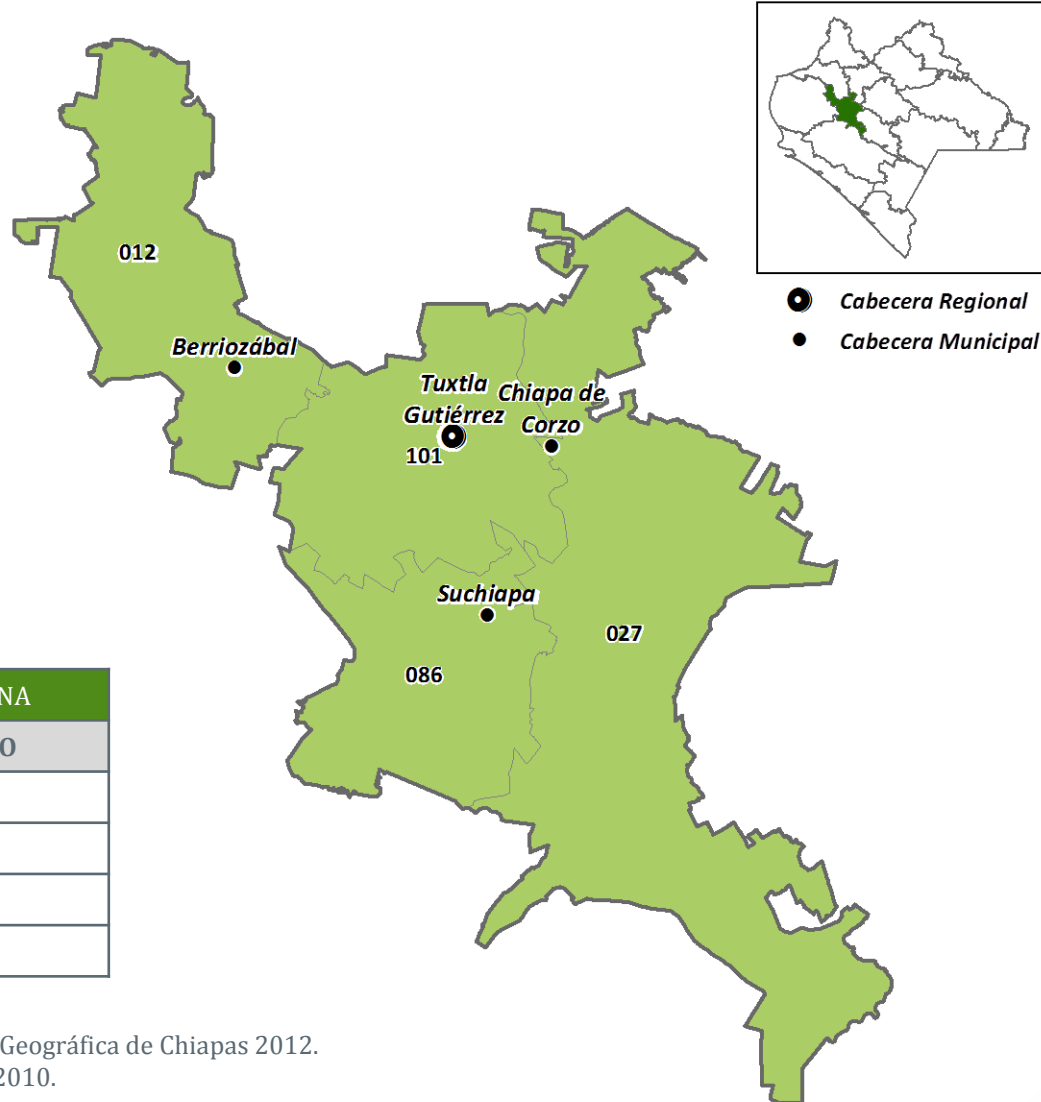 Cabecera Regional
Cabecera Municipal
012
Berriozábal
Tuxtla
Gutiérrez
101
Chiapa de
Corzo
Suchiapa
027
086
NA
O
Geográfica de Chiapas 2012.
2010.